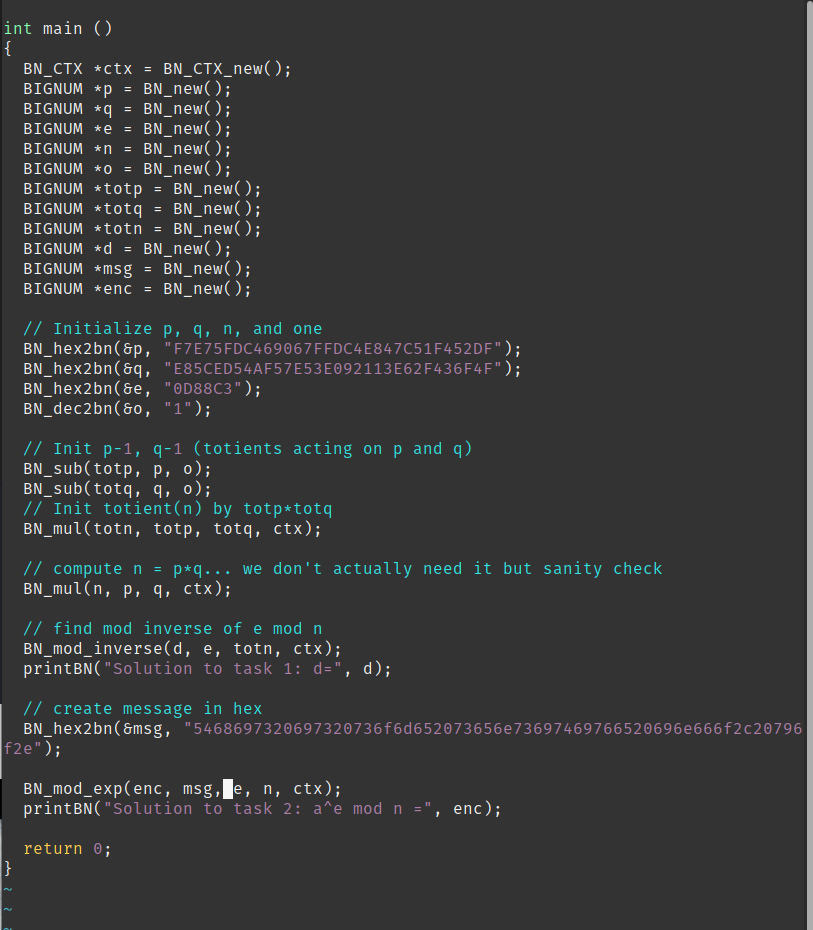 int main ()
{
  BN_CTX *ctx = BN_CTX_new();
  BIGNUM *p = BN_new();
  BIGNUM *q = BN_new();
  BIGNUM *e = BN_new();
  BIGNUM *n = BN_new();
  BIGNUM *o = BN_new();
  BIGNUM *totp = BN_new();
  BIGNUM *totq = BN_new();
  BIGNUM *totn = BN_new();
  BIGNUM *d = BN_new();
  BIGNUM *msg = BN_new();
  BIGNUM *enc = BN_new();

  // Initialize p, q, n, and one
  BN_hex2bn(&p, "F7E75FDC469067FFDC4E847C51F452DF");
  BN_hex2bn(&q, "E85CED54AF57E53E092113E62F436F4F");
  BN_hex2bn(&e, "0D88C3");
  BN_dec2bn(&o, "1");

  // Init p-1, q-1 (totients acting on p and q)
  BN_sub(totp, p, o);
  BN_sub(totq, q, o);
  // Init totient(n) by totp*totq
  BN_mul(totn, totp, totq, ctx);

  // compute n = p*q... we don't actually need it but sanity check
  BN_mul(n, p, q, ctx);

  // find mod inverse of e mod n
  BN_mod_inverse(d, e, totn, ctx);
  printBN("Solution to task 1: d=", d);

  // create message in hex
  BN_hex2bn(&msg, "5468697320697320736f6d652073656e73697469766520696e666f2c20796
f2e");

  BN_mod_exp(enc, msg, e, n, ctx);
  printBN("Solution to task 2: a^e mod n =", enc);

  return 0;
}
~
~
~